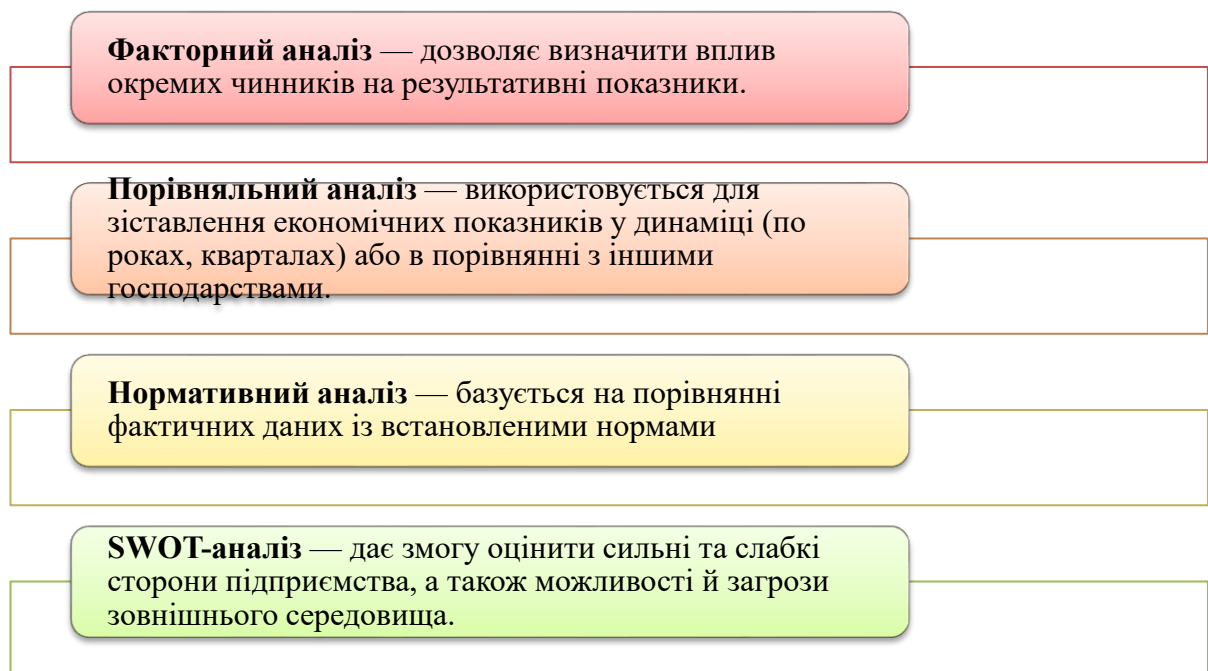 Факторний аналіз — дозволяє визначити вплив
окремих чинників на результативні показники.
Порівняльний аналіз — використовується для
зіставлення економічних показників у динаміці (по
роках, кварталах) або в порівнянні з іншими
господарствами.
Нормативний аналіз — базується на порівнянні
фактичних даних із встановленими нормами
SWOT-аналіз — дає змогу оцінити сильні та слабкі
сторони підприємства, а також можливості й загрози
зовнішнього середовища.